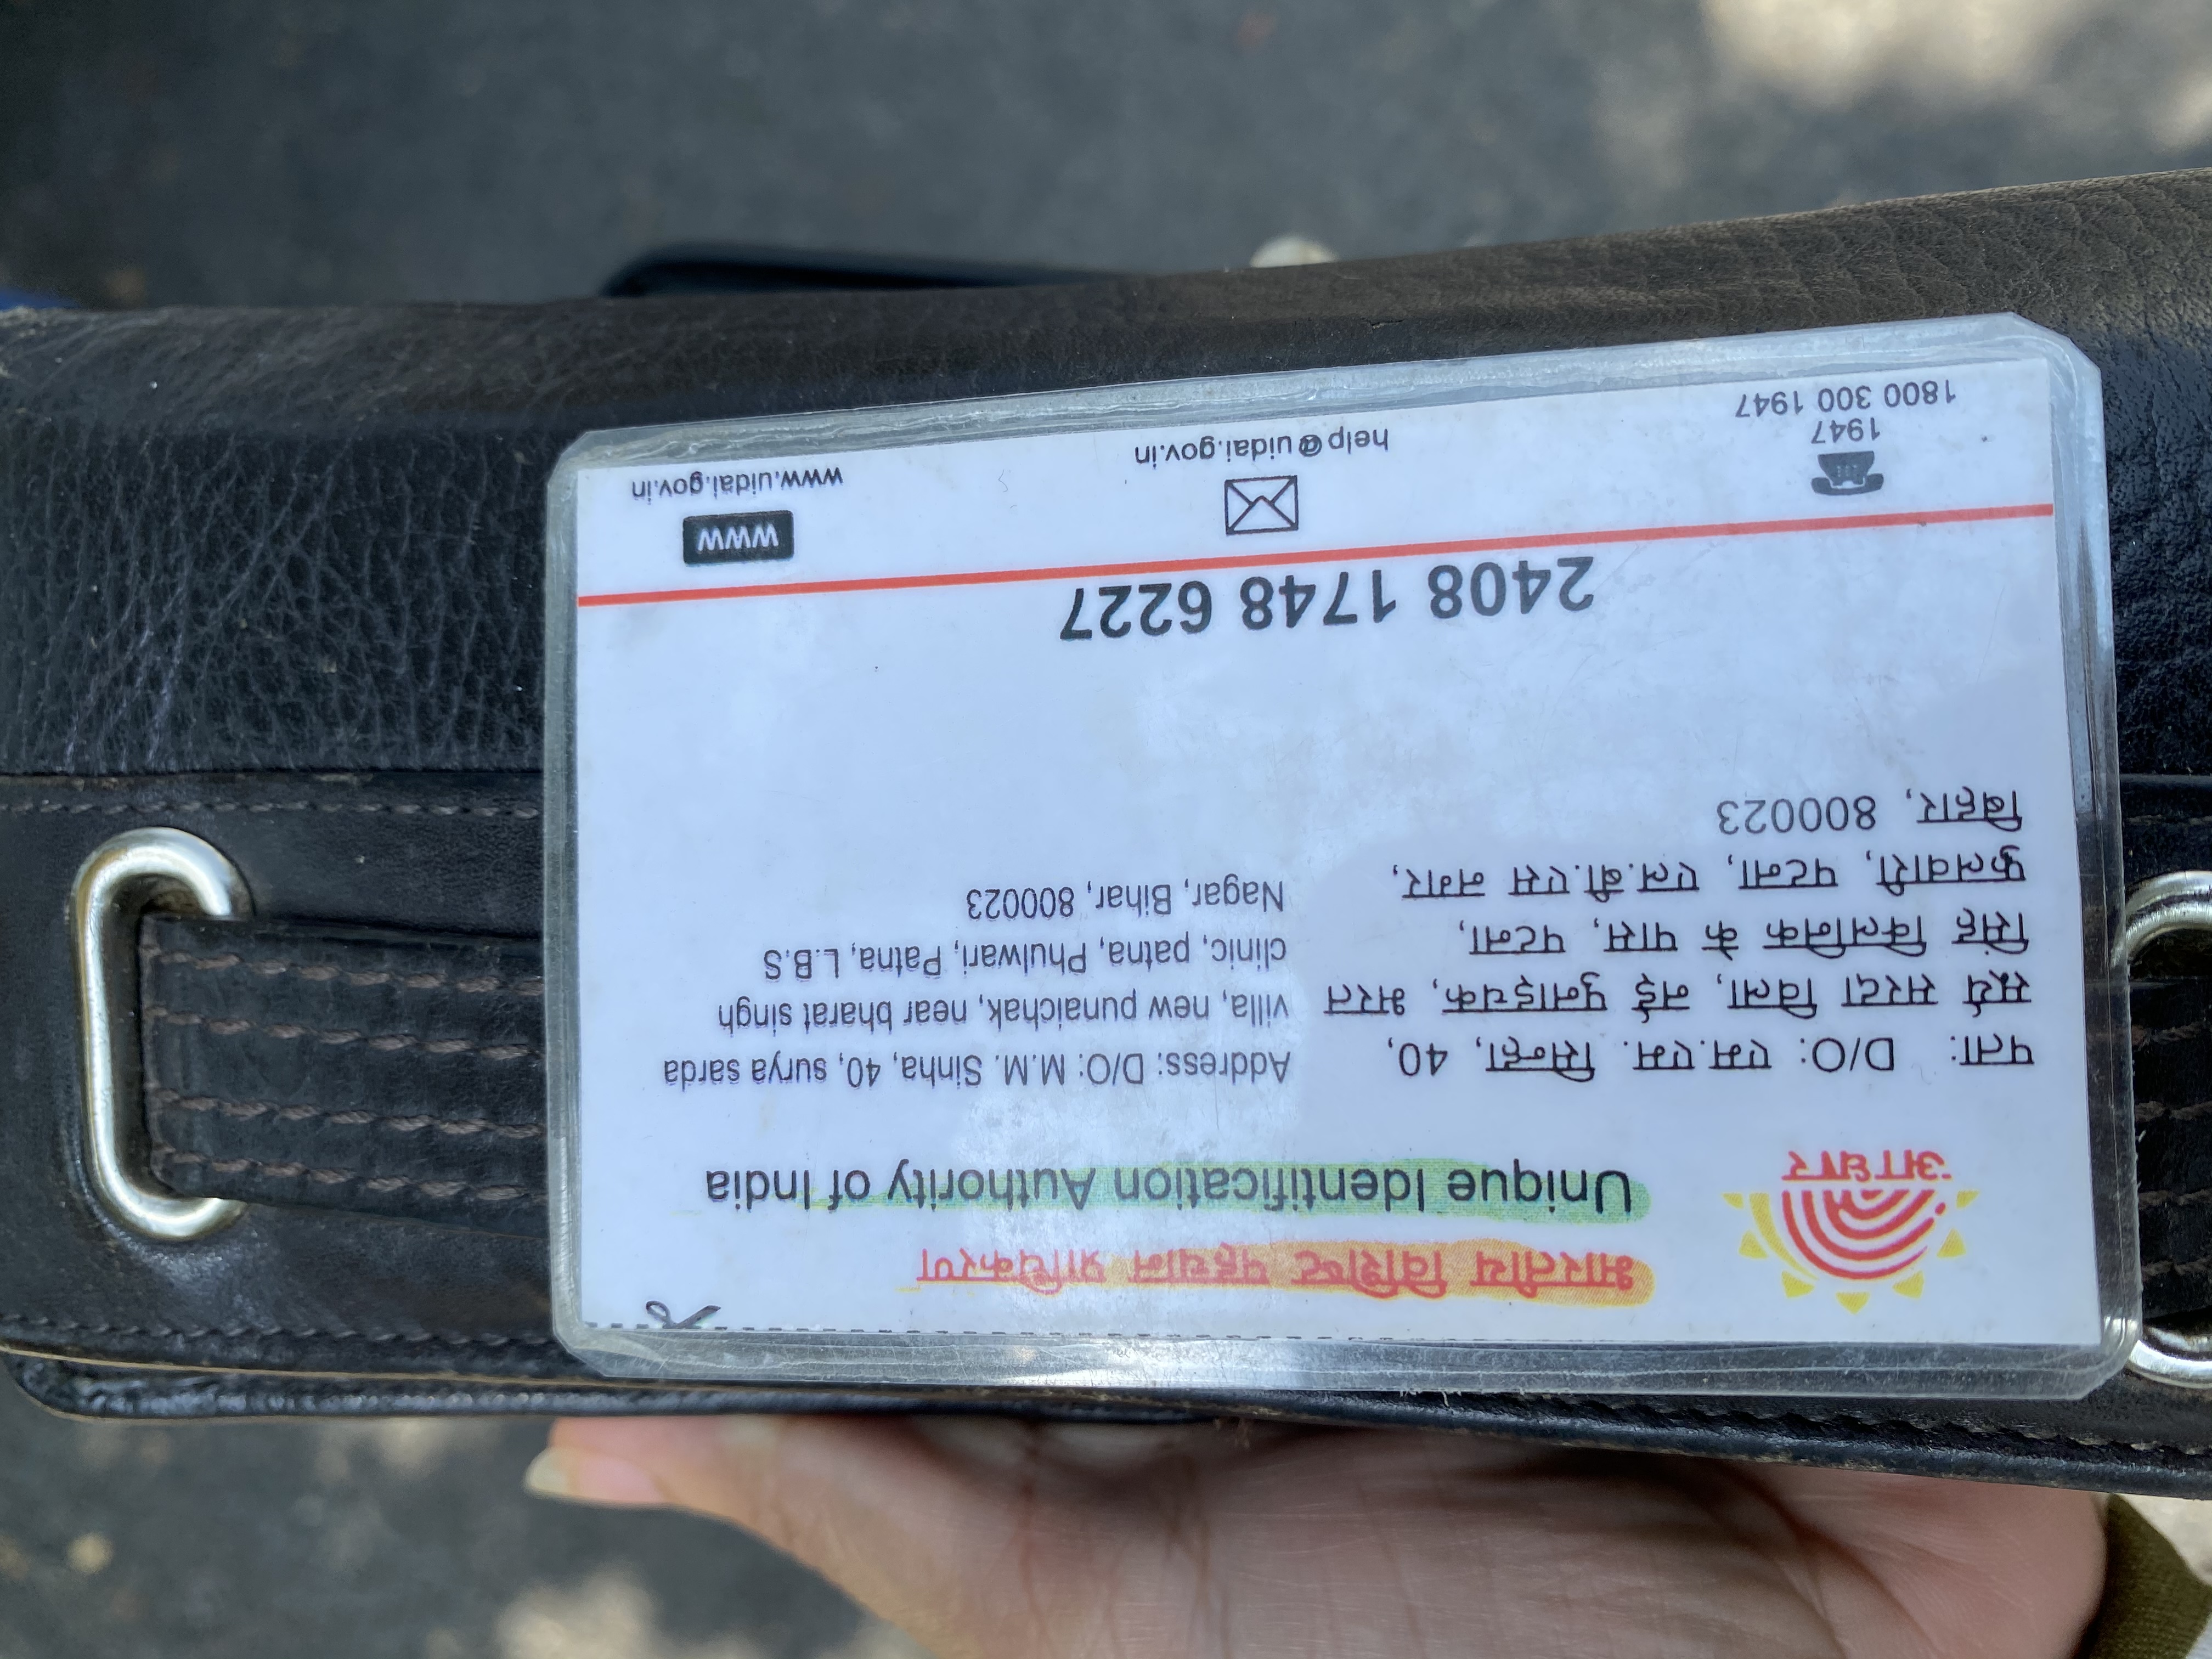 भारतीय विशिष्ट पहचान प्राधिकरण
Unique Identification Authority of India
आधार
पता: D/O: एम.एम. सिन्हा, 40,
सूर्य सरदा विला, नई पुनाइचक, भरत
सिंह क्लिनिक के पास, पटना,
फुलवारी, पटना, एल.बी.एस नगर,
बिहार, 800023
Address: D/O: M.M. Sinha, 40, surya sarda
villa, new punaichak, near bharat singh
clinic, patna, Phulwari, Patna, L.B.S
Nagar, Bihar, 800023
2408 1748 6227
1947
1800 300 1947
help@uidai.gov.in
www
www.uidai.gov.in